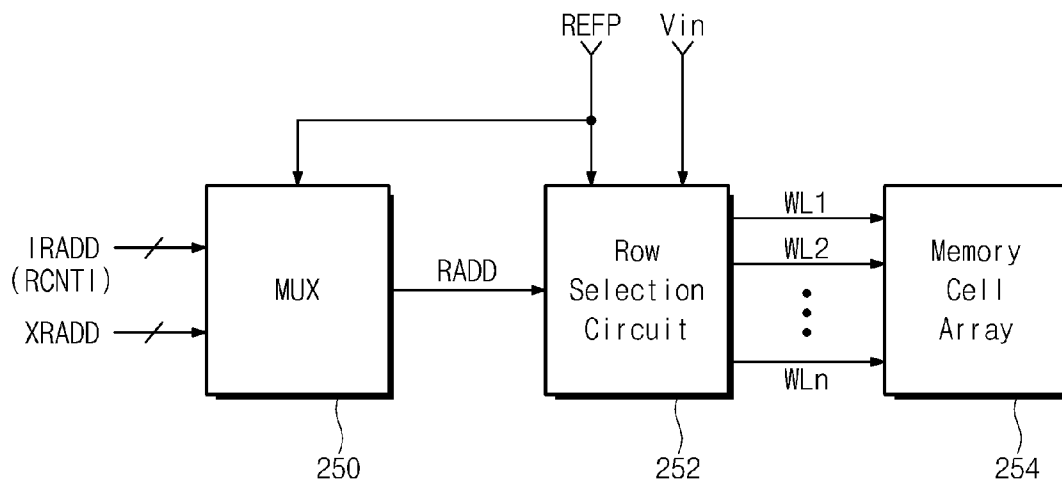 REFP
Vin
IRADD
(RCNTI)
XRADD
MUX
RADD
Row
Selection
Circuit
WL1
WL2
WLn
Memory
Cell
Array
250
252
254